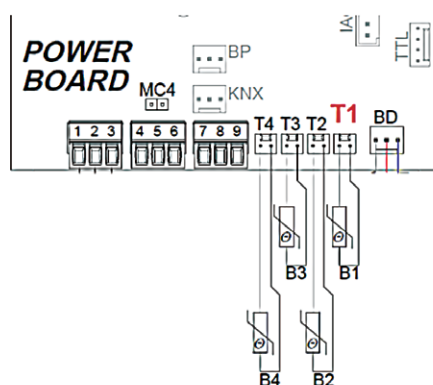 POWER
BOARD
BP
IA
TTL
MC4
KNX
T4 T3 T2 T1 BD
1 2 3 4 5 6 7 8 9
B3 B1
B4 B2